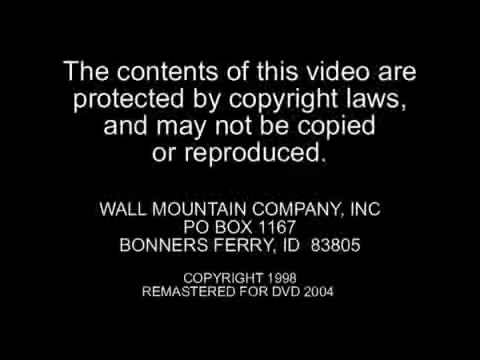 The contents of this video are
protected by copyright laws,
and may not be copied
or reproduced.
WALL MOUNTAIN COMPANY, INC
PO BOX 1167
BONNERS FERRY, ID  83805
COPYRIGHT 1998
REMASTERED FOR DVD 2004